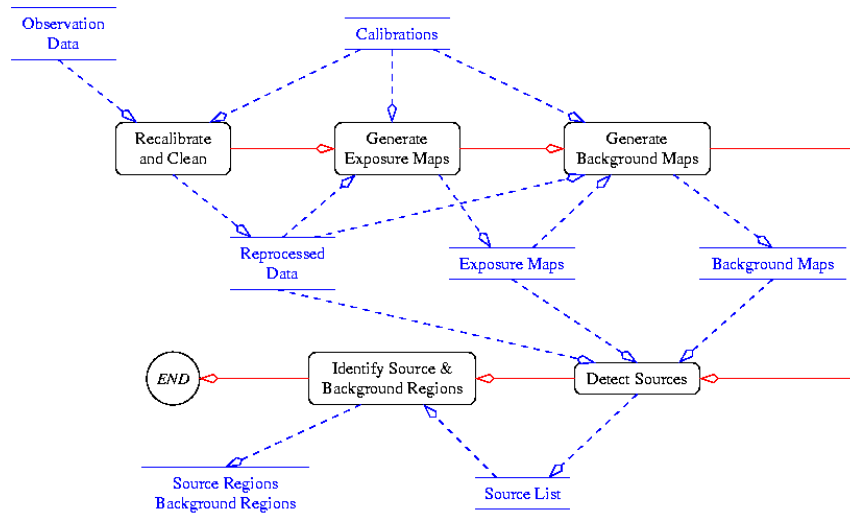 Observation
Data
Calibrations
Recalibrate
and Clean
Generate
Exposure Maps
Generate
Background Maps
Reprocessed
Data
Exposure Maps
Background Maps
END
Identify Source &
Background Regions
Detect Sources
Source Regions
Background Regions
Source List